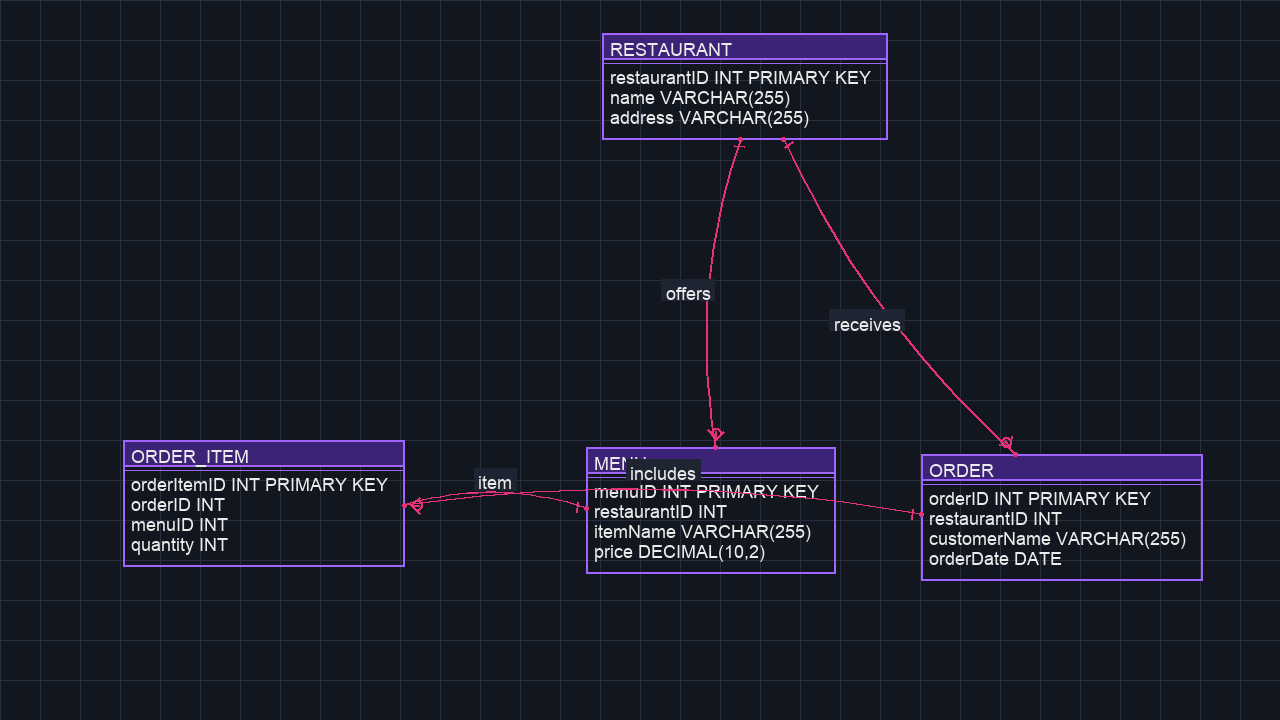 RESTAURANT
restaurantID INT PRIMARY KEY
name VARCHAR(255)
address VARCHAR(255)
offers
receives
ORDER_ITEM
orderItemID INT PRIMARY KEY
orderID INT
menuID INT
quantity INT
item
MENU
includes
menuID INT PRIMARY KEY
restaurantID INT
itemName VARCHAR(255)
price DECIMAL(10,2)
ORDER
orderID INT PRIMARY KEY
restaurantID INT
customerName VARCHAR(255)
orderDate DATE